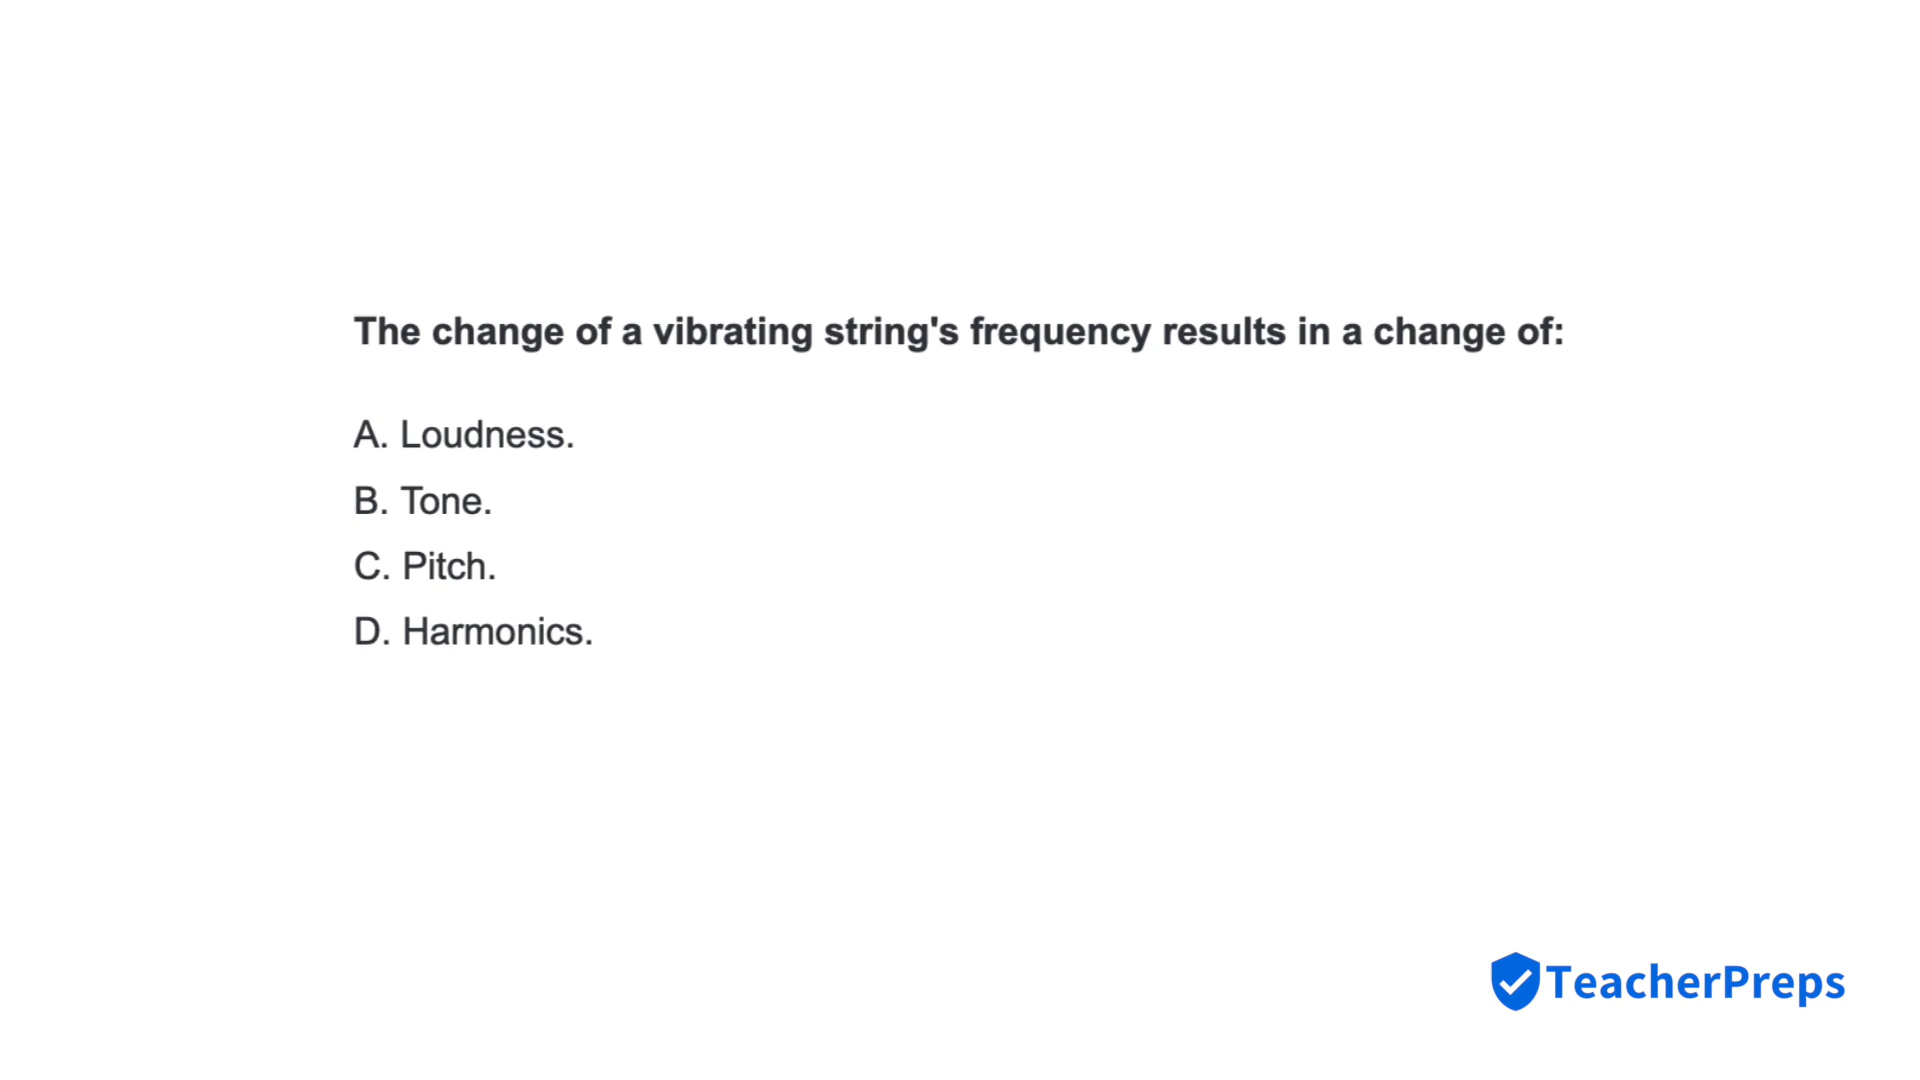 The change of a vibrating string's frequency results in a change of:
A. Loudness.
B. Tone.
C. Pitch.
D. Harmonics.
TeacherPreps